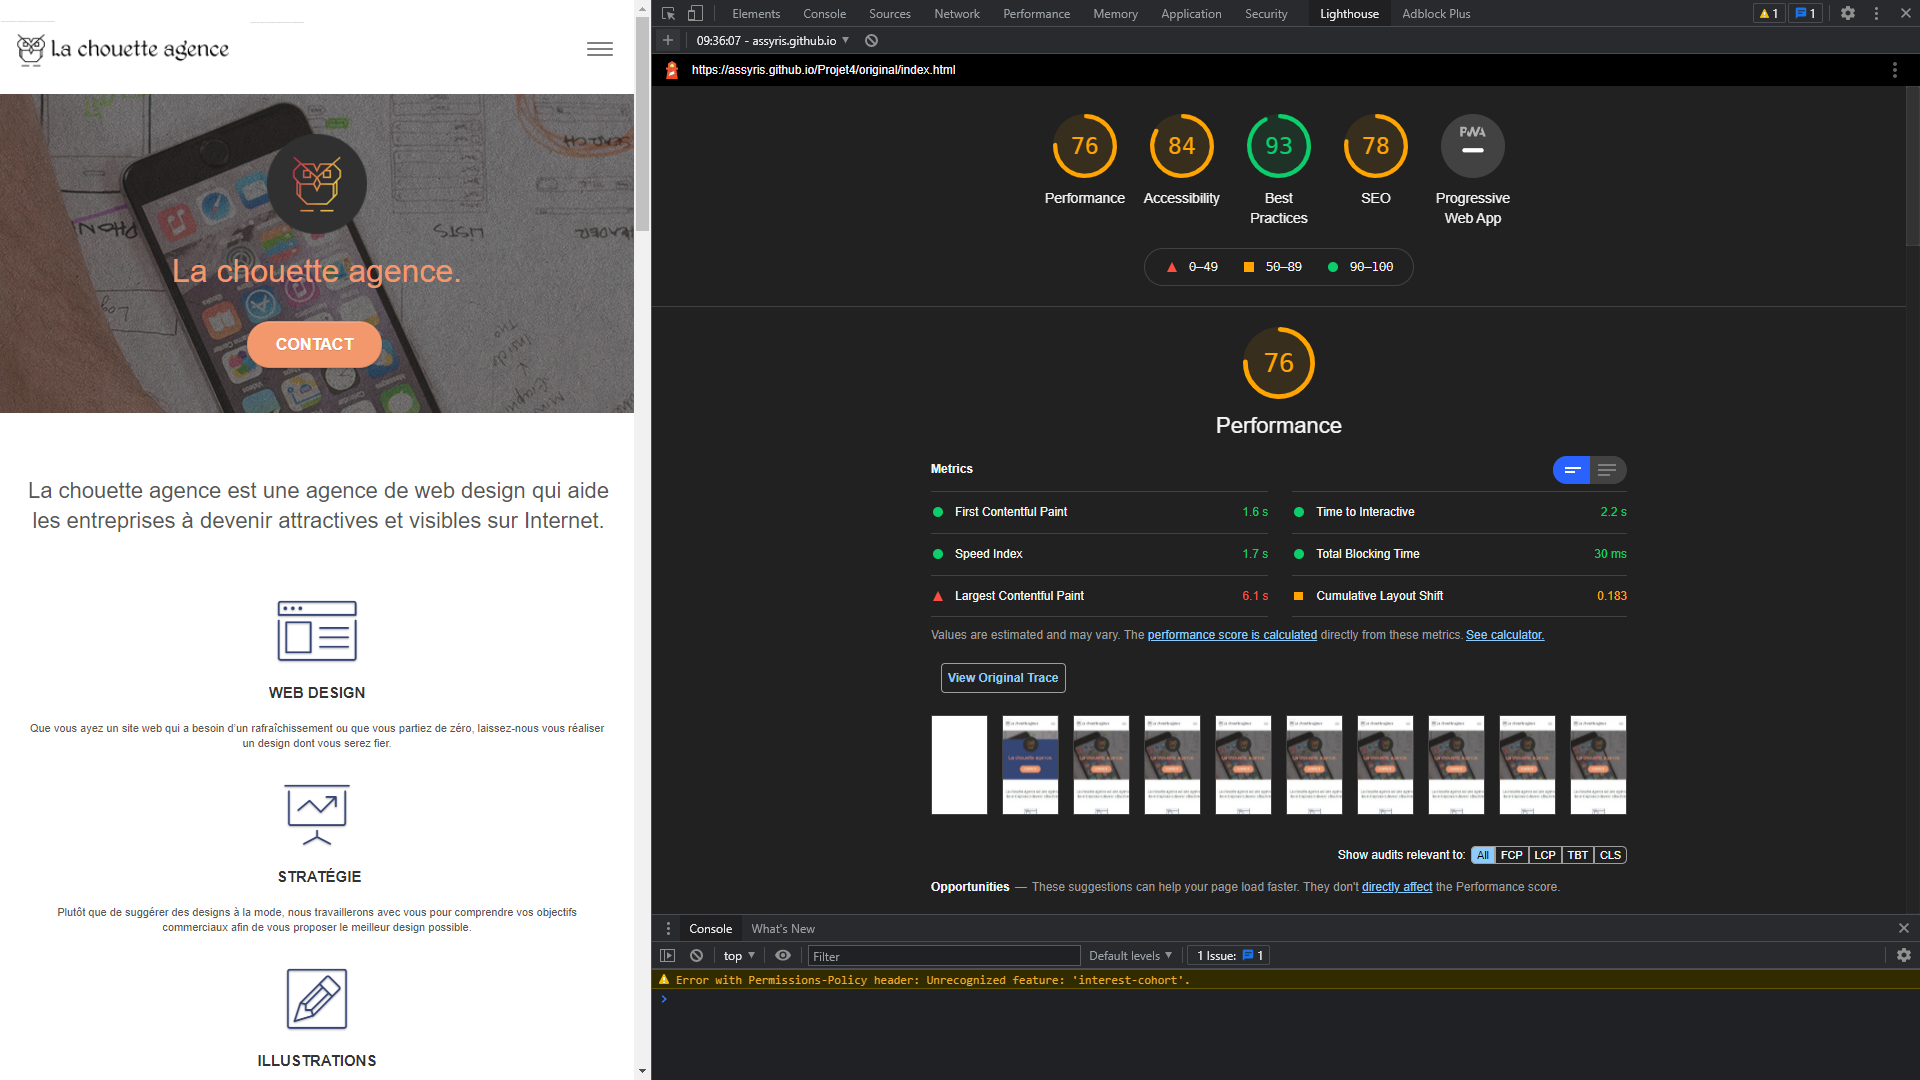 La chouette agence
La chouette agence.
CONTACT
La chouette agence est une agence de web design qui aide
les entreprises à devenir attractives et visibles sur Internet.
WEB DESIGN
Que vous ayez un site web qui a besoin d'un rafraîchissement ou que vous partiez de zéro, laissez-nous vous réaliser
un design dont vous serez fier.
STRATÉGIE
Plutôt que de suggérer des designs à la mode, nous travaillerons avec vous pour comprendre vos objectifs
commerciaux afin de vous proposer le meilleur design possible.
ILLUSTRATIONS
Elements Console Sources Network Performance Memory Application Security Lighthouse Adblock Plus 1 1
09:36:07 - assyris.github.io
https://assyris.github.io/Projet4/original/index.html
76 84 93 78 PWA
Performance Accessibility Best Practices SEO Progressive Web App
0–49 50–89 90–100
76
Performance
Metrics
First Contentful Paint 1.6 s Time to Interactive 2.2 s
Speed Index 1.7 s Total Blocking Time 30 ms
Largest Contentful Paint 6.1 s Cumulative Layout Shift 0.183
Values are estimated and may vary. The performance score is calculated directly from these metrics. See calculator.
View Original Trace
Show audits relevant to: All FCP LCP TBT CLS
Opportunities — These suggestions can help your page load faster. They don't directly affect the Performance score.
Console What's New
top Filter Default levels 1 Issue: 1
Error with Permissions-Policy header: Unrecognized feature: 'interest-cohort'.